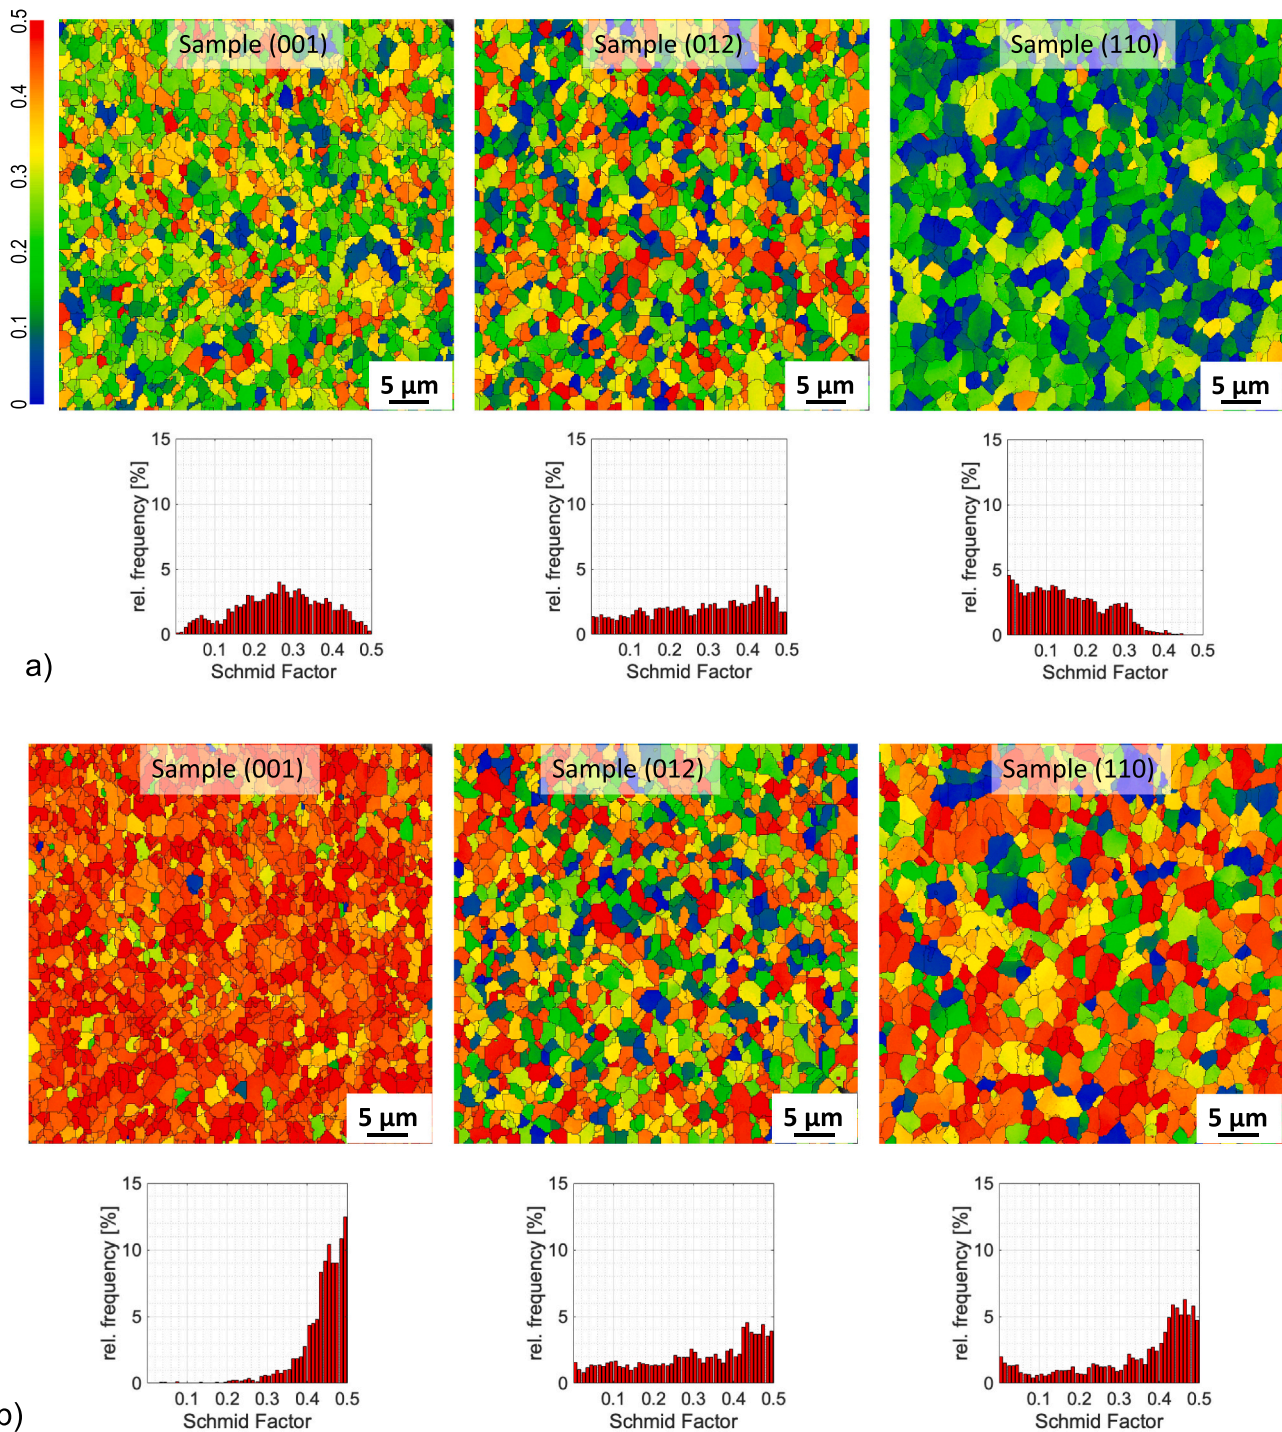 0.5
0.4
0.3
0.2
0.1
0
Sample (001)
Sample (012)
Sample (110)
5 µm
5 µm
5 µm
15
10
5
0
rel. frequency [%]
0.1 0.2 0.3 0.4 0.5
Schmid Factor
15
10
5
0
rel. frequency [%]
0.1 0.2 0.3 0.4 0.5
Schmid Factor
15
10
5
0
rel. frequency [%]
0.1 0.2 0.3 0.4 0.5
Schmid Factor
a)
Sample (001)
Sample (012)
Sample (110)
5 µm
5 µm
5 µm
15
10
5
0
rel. frequency [%]
0.1 0.2 0.3 0.4 0.5
Schmid Factor
15
10
5
0
rel. frequency [%]
0.1 0.2 0.3 0.4 0.5
Schmid Factor
15
10
5
0
rel. frequency [%]
0.1 0.2 0.3 0.4 0.5
Schmid Factor
b)